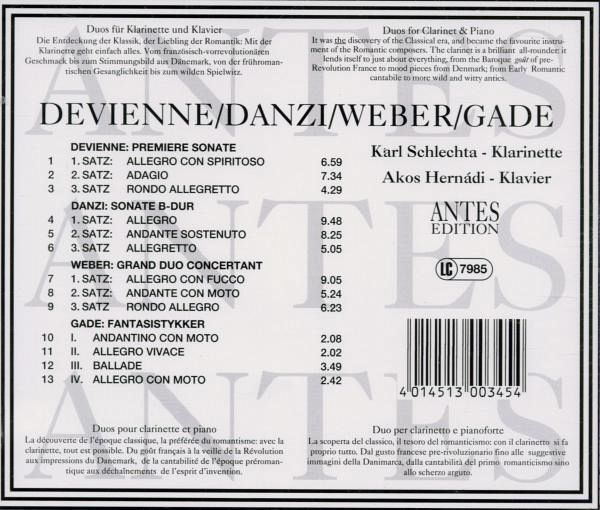 Duos für Klarinette und Klavier
Die Entdeckung der Klassik, der Liebling der Romantik: Mit der
Klarinette geht einfach alles. Vom französisch-vorrevolutionären
Geschmack bis zum Stimmungsbild aus Dänemark, von der frühroman-
tischen Gesanglichkeit bis zum wilden Spielwitz.
Duos for Clarinet & Piano
It was the discovery of the Classical era, and became the favourite instru-
ment of the Romantic composers. The clarinet is a brilliant all-rounder: it
lends itself to just about everything, from the Baroque goût of pre-
Revolution France to mood pieces from Denmark; from Early Romantic
cantabile to more wild and witty antics.
ANTES
DEVIENNE/DANZI/WEBER/GADE
DEVIENNE: PREMIERE SONATE
1 1. SATZ: ALLEGRO CON SPIRITOSO 6.59
2 2. SATZ: ADAGIO 7.34
3 3. SATZ RONDO ALLEGRETTO 4.29
DANZI: SONATE B-DUR
4 1. SATZ: ALLEGRO 9.48
5 2. SATZ: ANDANTE SOSTENUTO 8.25
6 3. SATZ ALLEGRETTO 5.05
WEBER: GRAND DUO CONCERTANT
7 1. SATZ: ALLEGRO CON FUCCO 9.05
8 2. SATZ: ANDANTE CON MOTO 5.24
9 3. SATZ RONDO ALLEGRO 6.23
GADE: FANTASISTYKKER
10 I. ANDANTINO CON MOTO 2.08
11 II. ALLEGRO VIVACE 2.02
12 III. BALLADE 3.49
13 IV. ALLEGRO CON MOTO 2.42
Karl Schlechta - Klarinette
Akos Hernádi - Klavier
ANTES
EDITION
LC 7985
4 014513 003454
ANTES
ANTES
ANTES
Duos pour clarinette et piano
La découverte de l'époque classique, la préférée du romantisme: avec la
clarinette, tout est possible. Du goût français à la veille de la Révolution
aux impressions du Danemark, de la cantabilité de l'époque préroman-
tique aux déchaînements de l'esprit d'invention.
Duo per clarinetto e pianoforte
La scoperta del classico, il tesoro del romanticismo: con il clarinetto si fa
proprio tutto. Dal gusto francese pre-rivoluzionario fino alle suggestive
immagini della Danimarca, dalla cantabilità del primo romanticismo sino
allo scherzo arguto.